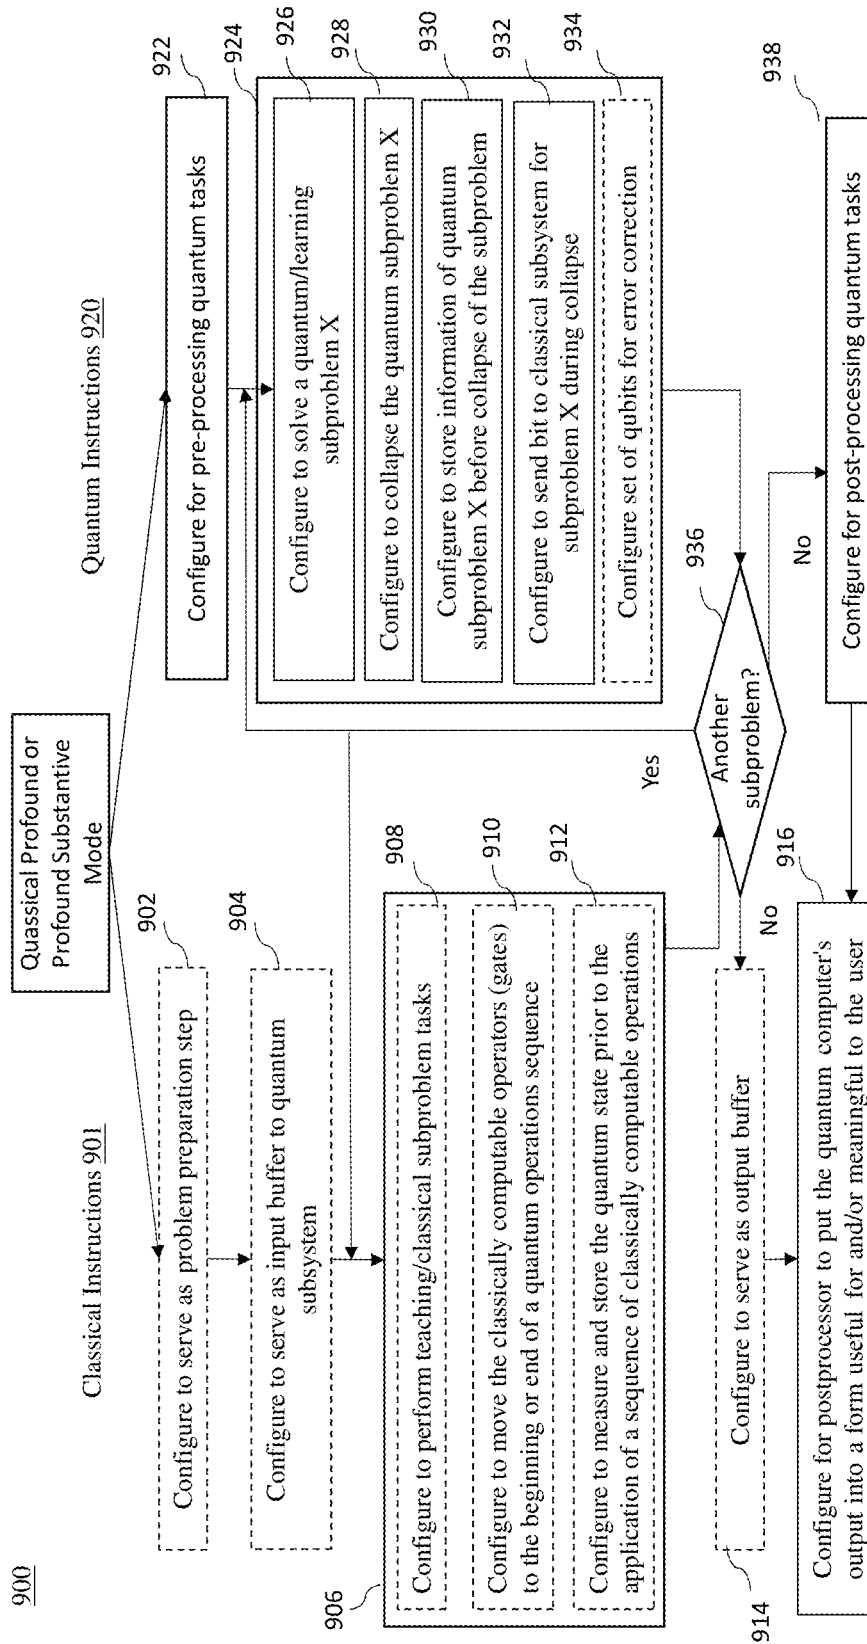 900
Quassical Profound or
Profound Substantive
Mode
Classical Instructions 901
Quantum Instructions 920
902
Configure to serve as problem preparation step
904
Configure to serve as input buffer to quantum
subsystem
906
908
Configure to perform teaching/classical subproblem tasks
910
Configure to move the classically computable operators (gates)
to the beginning or end of a quantum operations sequence
912
Configure to measure and store the quantum state prior to the
application of a sequence of classically computable operations
922
Configure for pre-processing quantum tasks
924
926
Configure to solve a quantum/learning
subproblem X
928
Configure to collapse the quantum subproblem X
930
Configure to store information of quantum
subproblem X before collapse of the subproblem
932
Configure to send bit to classical subsystem for
subproblem X during collapse
934
Configure set of qubits for error correction
936
Another
subproblem?
Yes
No
No
914
Configure to serve as output buffer
916
Configure for postprocessor to put the quantum computer's
output into a form useful for and/or meaningful to the user
938
Configure for post-processing quantum tasks